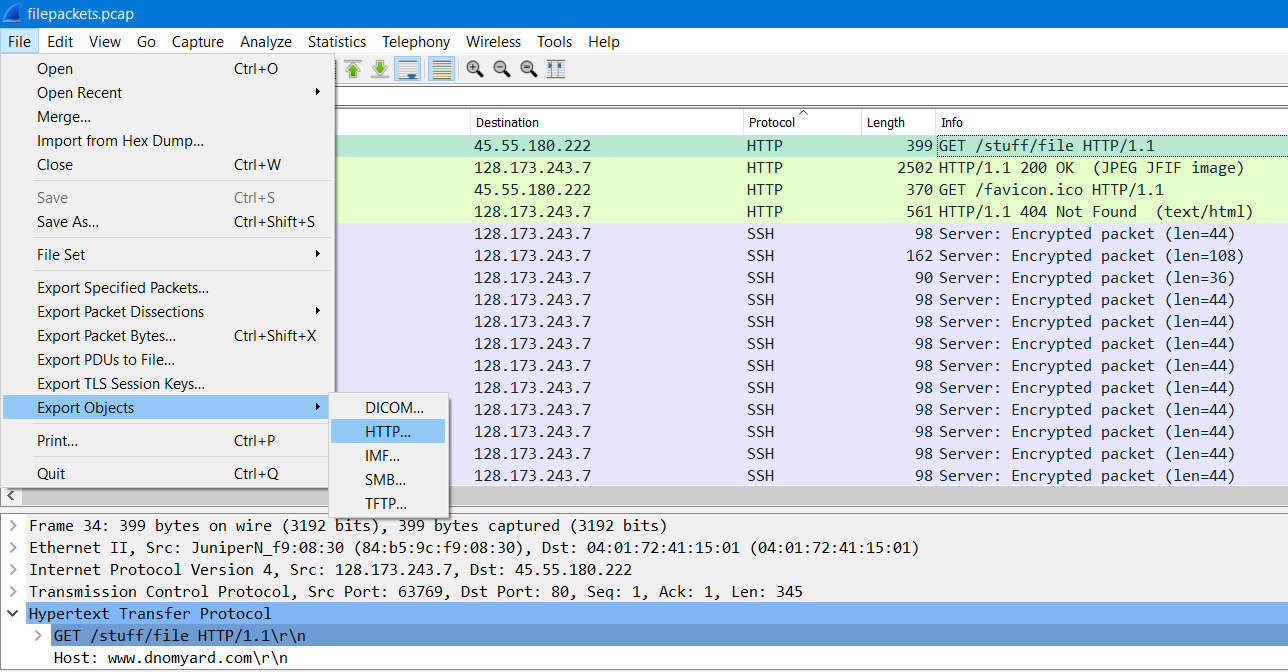 filepackets.pcap
File Edit View Go Capture Analyze Statistics Telephony Wireless Tools Help
Open Ctrl+O
Open Recent
Merge...
Import from Hex Dump...
Close Ctrl+W
Save Ctrl+S
Save As... Ctrl+Shift+S
File Set
Export Specified Packets...
Export Packet Dissections
Export Packet Bytes... Ctrl+Shift+X
Export PDUs to File...
Export TLS Session Keys...
Export Objects
Print... Ctrl+P
Quit Ctrl+Q
DICOM...
HTTP...
IMF...
SMB...
TFTP...
Destination Protocol Length Info
45.55.180.222 HTTP 399 GET /stuff/file HTTP/1.1
128.173.243.7 HTTP 2502 HTTP/1.1 200 OK (JPEG JFIF image)
45.55.180.222 HTTP 370 GET /favicon.ico HTTP/1.1
128.173.243.7 HTTP 561 HTTP/1.1 404 Not Found (text/html)
128.173.243.7 SSH 98 Server: Encrypted packet (len=44)
128.173.243.7 SSH 162 Server: Encrypted packet (len=108)
128.173.243.7 SSH 90 Server: Encrypted packet (len=36)
128.173.243.7 SSH 98 Server: Encrypted packet (len=44)
128.173.243.7 SSH 98 Server: Encrypted packet (len=44)
128.173.243.7 SSH 98 Server: Encrypted packet (len=44)
128.173.243.7 SSH 98 Server: Encrypted packet (len=44)
128.173.243.7 SSH 98 Server: Encrypted packet (len=44)
128.173.243.7 SSH 98 Server: Encrypted packet (len=44)
128.173.243.7 SSH 98 Server: Encrypted packet (len=44)
128.173.243.7 SSH 98 Server: Encrypted packet (len=44)
128.173.243.7 SSH 98 Server: Encrypted packet (len=44)
Frame 34: 399 bytes on wire (3192 bits), 399 bytes captured (3192 bits)
Ethernet II, Src: JuniperN_f9:08:30 (84:b5:9c:f9:08:30), Dst: 04:01:72:41:15:01 (04:01:72:41:15:01)
Internet Protocol Version 4, Src: 128.173.243.7, Dst: 45.55.180.222
Transmission Control Protocol, Src Port: 63769, Dst Port: 80, Seq: 1, Ack: 1, Len: 345
Hypertext Transfer Protocol
GET /stuff/file HTTP/1.1\r\n
Host: www.dnomyard.com\r\n